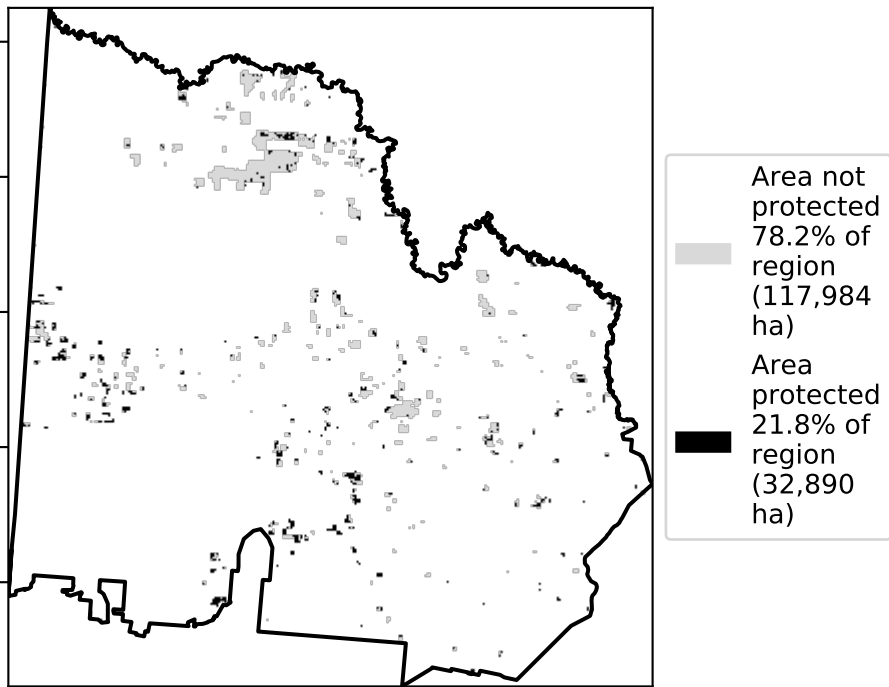 Area not
protected
78.2% of
region
(117,984
ha)
Area
protected
21.8% of
region
(32,890
ha)